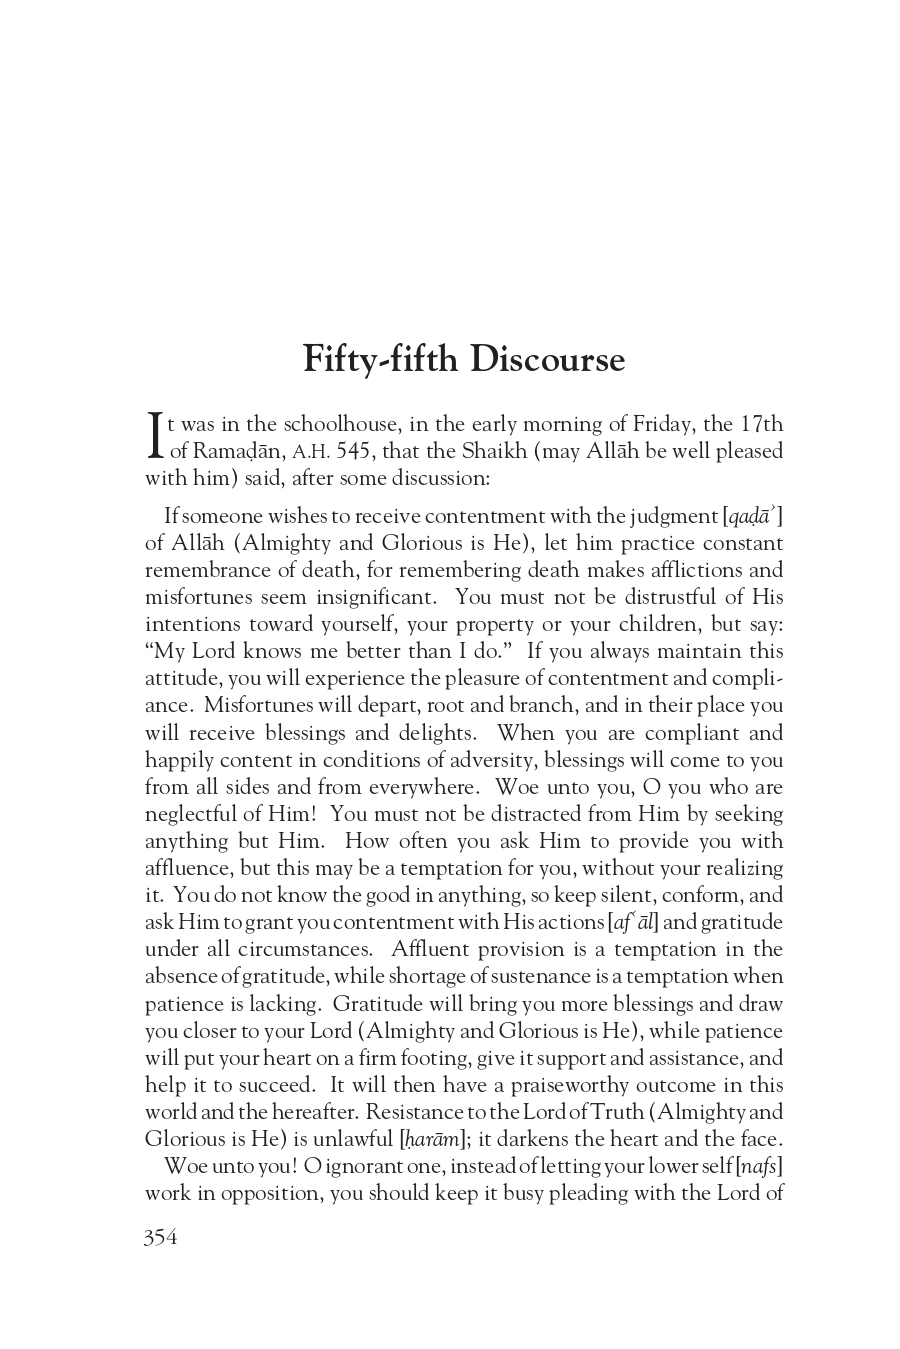 Fifty-fifth Discourse
It was in the schoolhouse, in the early morning of Friday, the 17th
of Ramaḍān, A.H. 545, that the Shaikh (may Allāh be well pleased
with him) said, after some discussion:
If someone wishes to receive contentment with the judgment [qaḍāʾ]
of Allāh (Almighty and Glorious is He), let him practice constant
remembrance of death, for remembering death makes afflictions and
misfortunes seem insignificant. You must not be distrustful of His
intentions toward yourself, your property or your children, but say:
“My Lord knows me better than I do.” If you always maintain this
attitude, you will experience the pleasure of contentment and compli-
ance. Misfortunes will depart, root and branch, and in their place you
will receive blessings and delights. When you are compliant and
happily content in conditions of adversity, blessings will come to you
from all sides and from everywhere. Woe unto you, O you who are
neglectful of Him! You must not be distracted from Him by seeking
anything but Him. How often you ask Him to provide you with
affluence, but this may be a temptation for you, without your realizing
it. You do not know the good in anything, so keep silent, conform, and
ask Him to grant you contentment with His actions [afʿāl] and gratitude
under all circumstances. Affluent provision is a temptation in the
absence of gratitude, while shortage of sustenance is a temptation when
patience is lacking. Gratitude will bring you more blessings and draw
you closer to your Lord (Almighty and Glorious is He), while patience
will put your heart on a firm footing, give it support and assistance, and
help it to succeed. It will then have a praiseworthy outcome in this
world and the hereafter. Resistance to the Lord of Truth (Almighty and
Glorious is He) is unlawful [ḥarām]; it darkens the heart and the face.
Woe unto you! O ignorant one, instead of letting your lower self [nafs]
work in opposition, you should keep it busy pleading with the Lord of
354